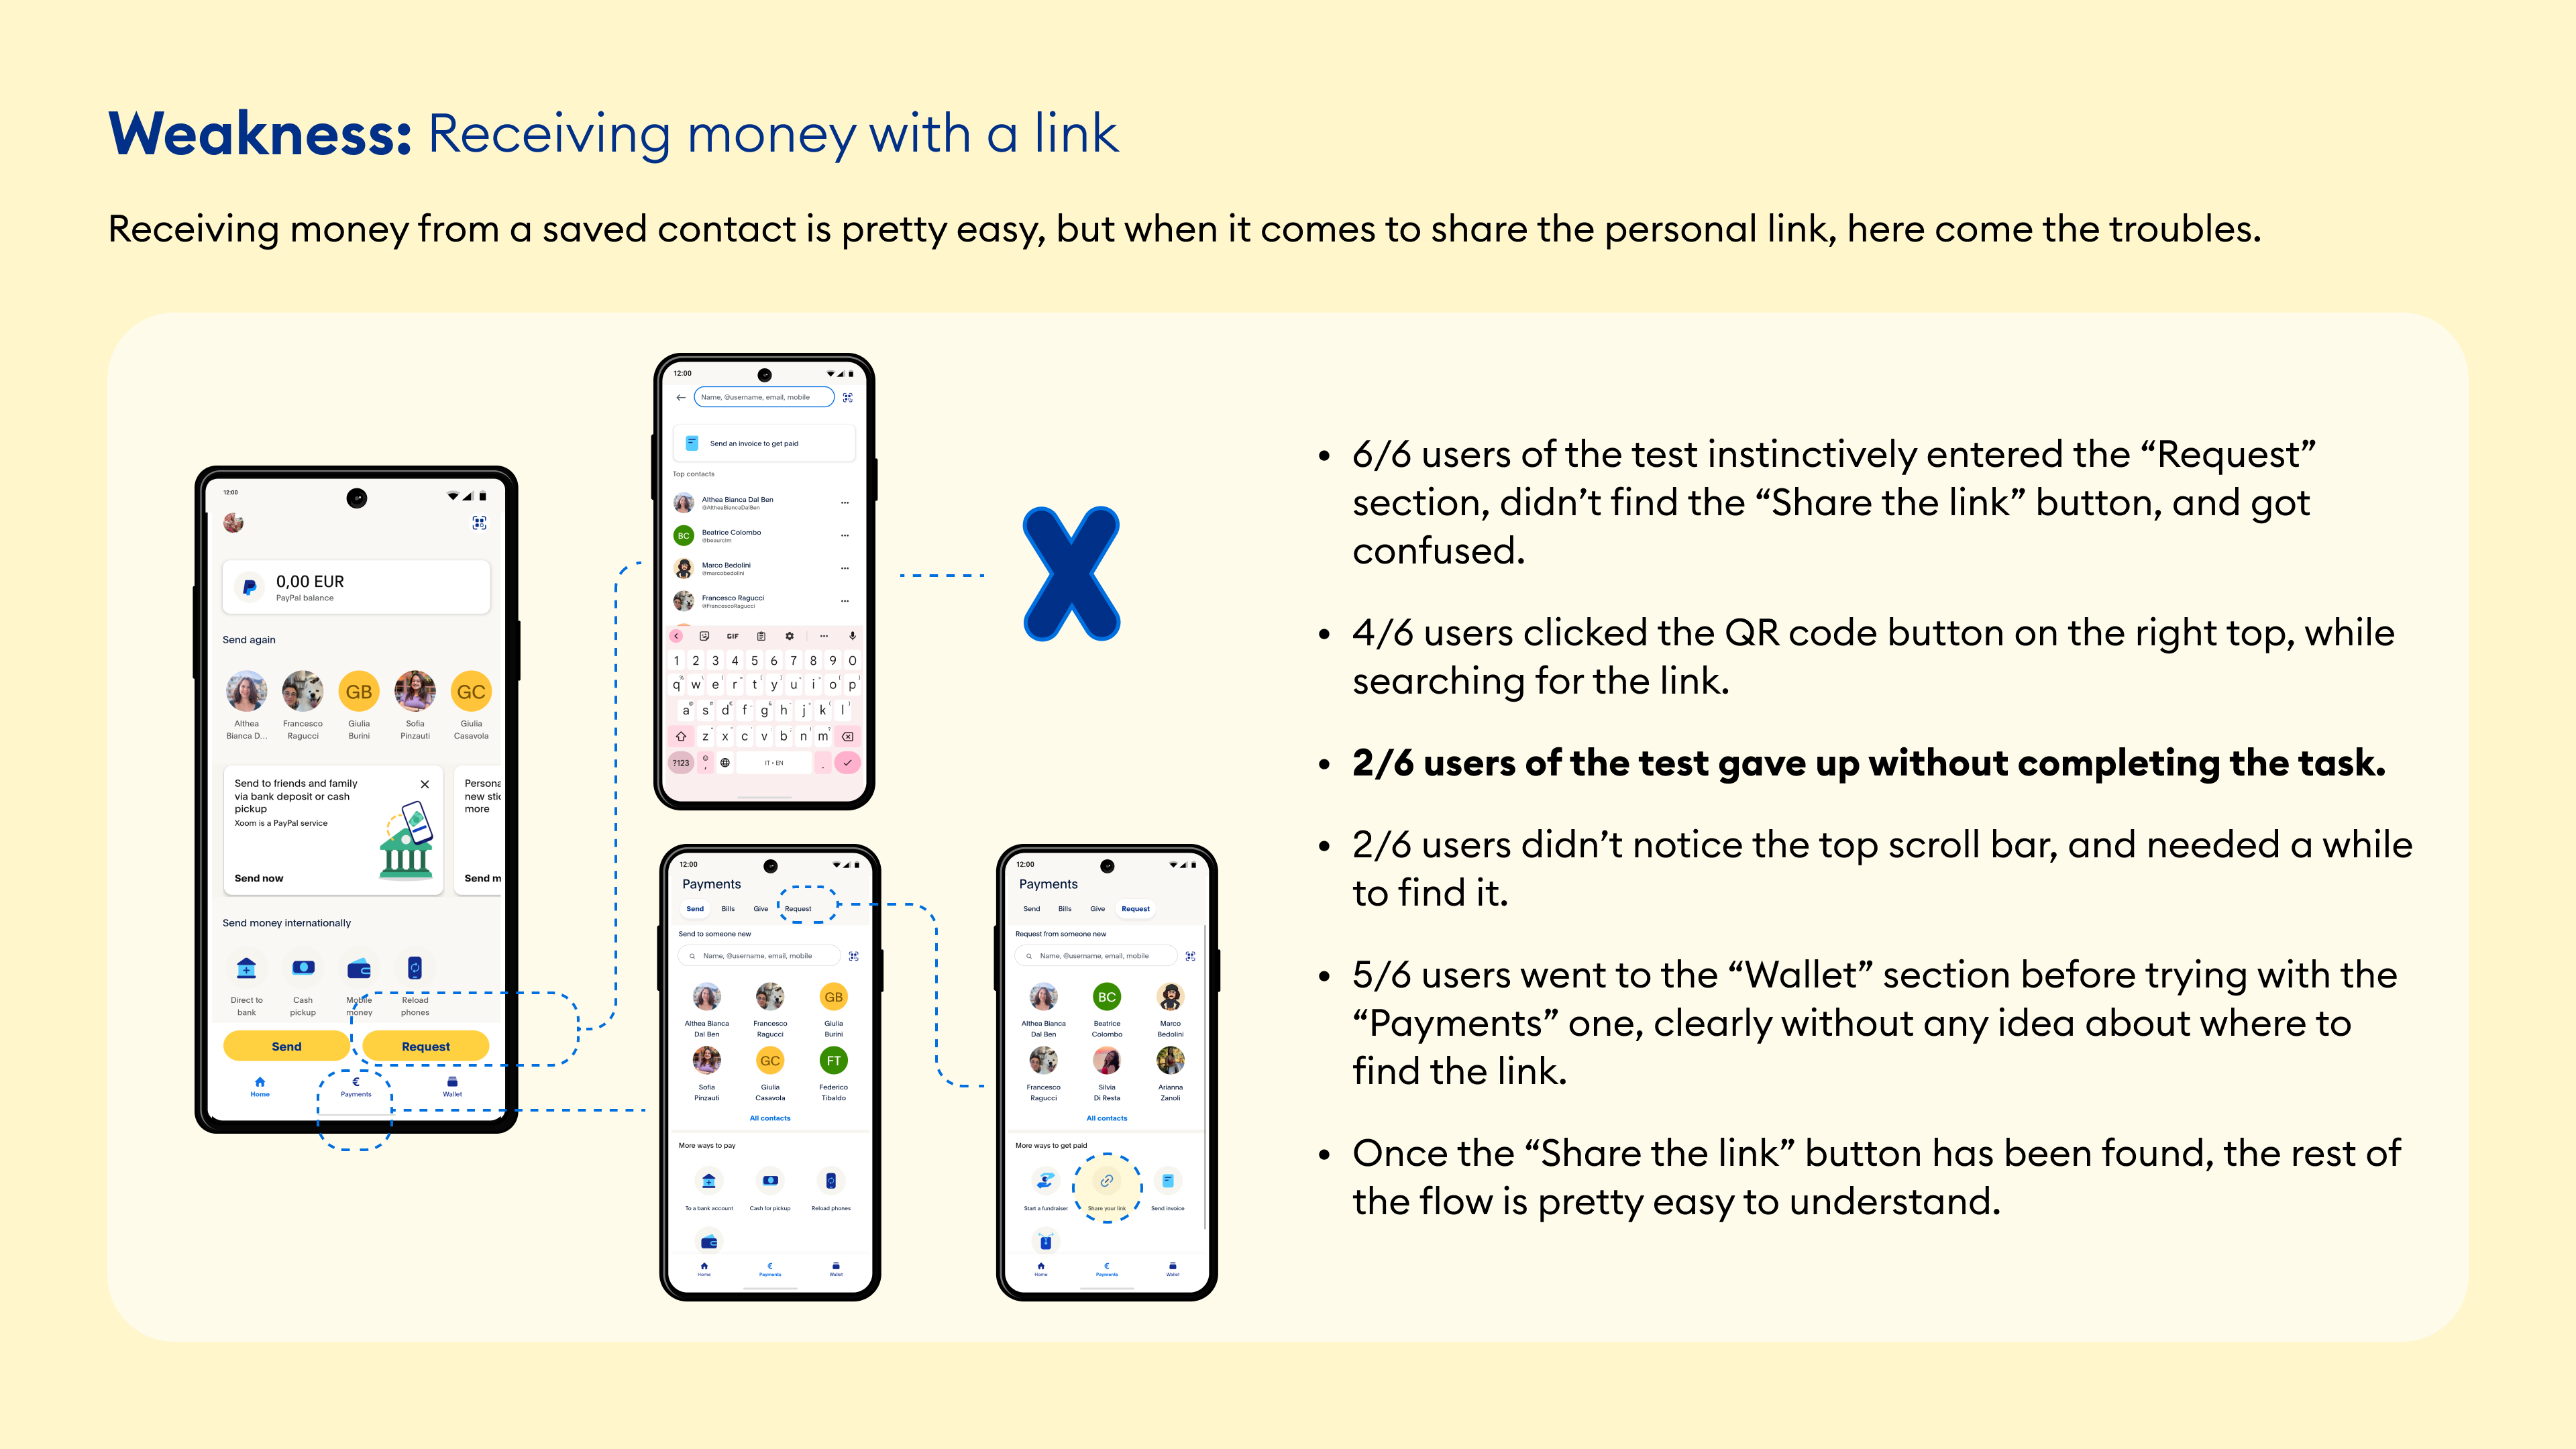 Weakness: Receiving money with a link
Receiving money from a saved contact is pretty easy, but when it comes to share the personal link, here come the troubles.
12:00
0,00 EUR
PayPal balance
Send again
GB
GC
Althea
Bianca D...
Francesco
Ragucci
Giulia
Burini
Sofia
Pinzauti
Giulia
Casavola
Send to friends and family
via bank deposit or cash
pickup
Xoom is a PayPal service
Send now
Persona
new stic
more
Send m
Send money internationally
Direct to
bank
Cash
pickup
Mobile
money
Reload
phones
Send
Request
Home
€
Payments
Wallet
12:00
Name, @username, email, mobile
Send an invoice to get paid
Top contacts
Althea Bianca Dal Ben
@AltheaBiancaDalBen
BC
Beatrice Colombo
@beaurclm
Marco Bedolini
@marcobedolini
Francesco Ragucci
@FrancescoRagucci
GIF
1 2 3 4 5 6 7 8 9 0
q w e r t y u i o p
a s d f g h j k l
z x c v b n m
?123 , IT • EN .
X
12:00
Payments
Send Bills Give Request
Send to someone new
Name, @username, email, mobile
GB
Althea Bianca
Dal Ben
Francesco
Ragucci
Giulia
Burini
GC
FT
Sofia
Pinzauti
Giulia
Casavola
Federico
Tibaldo
All contacts
More ways to pay
To a bank account
Cash for pickup
Reload phones
Home
€
Payments
Wallet
12:00
Payments
Send Bills Give Request
Request from someone new
Name, @username, email, mobile
BC
Althea Bianca
Dal Ben
Beatrice
Colombo
Marco
Bedolini
Francesco
Ragucci
Silvia
Di Resta
Arianna
Zanoli
All contacts
More ways to get paid
Start a fundraiser
Share your link
Send invoice
Home
€
Payments
Wallet
• 6/6 users of the test instinctively entered the “Request”
section, didn’t find the “Share the link” button, and got
confused.
• 4/6 users clicked the QR code button on the right top, while
searching for the link.
• 2/6 users of the test gave up without completing the task.
• 2/6 users didn’t notice the top scroll bar, and needed a while
to find it.
• 5/6 users went to the “Wallet” section before trying with the
“Payments” one, clearly without any idea about where to
find the link.
• Once the “Share the link” button has been found, the rest of
the flow is pretty easy to understand.